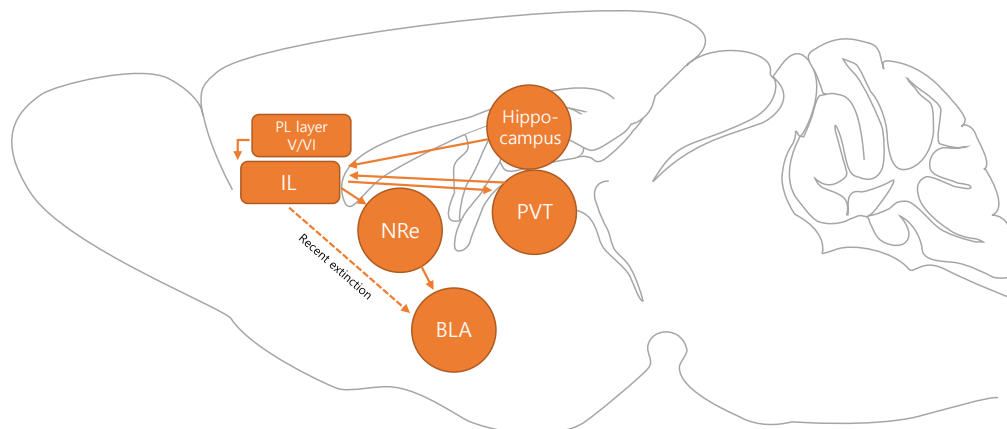 Hippo-
campus
PL layer
V/VI
IL
PVT
NRe
Recent extinction
BLA